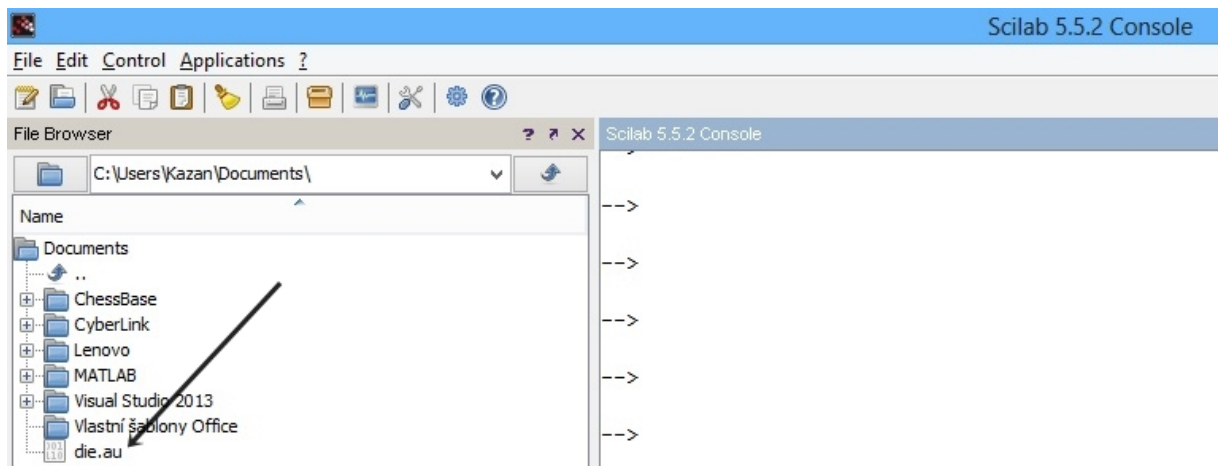 Scilab 5.5.2 Console
File Edit Control Applications ?
File Browser ? X
Scilab 5.5.2 Console
C:\Users\Kazan\Documents\
Name
Documents
..
ChessBase
CyberLink
Lenovo
MATLAB
Visual Studio 2013
Vlastní šablony Office
die.au
-->
-->
-->
-->
-->